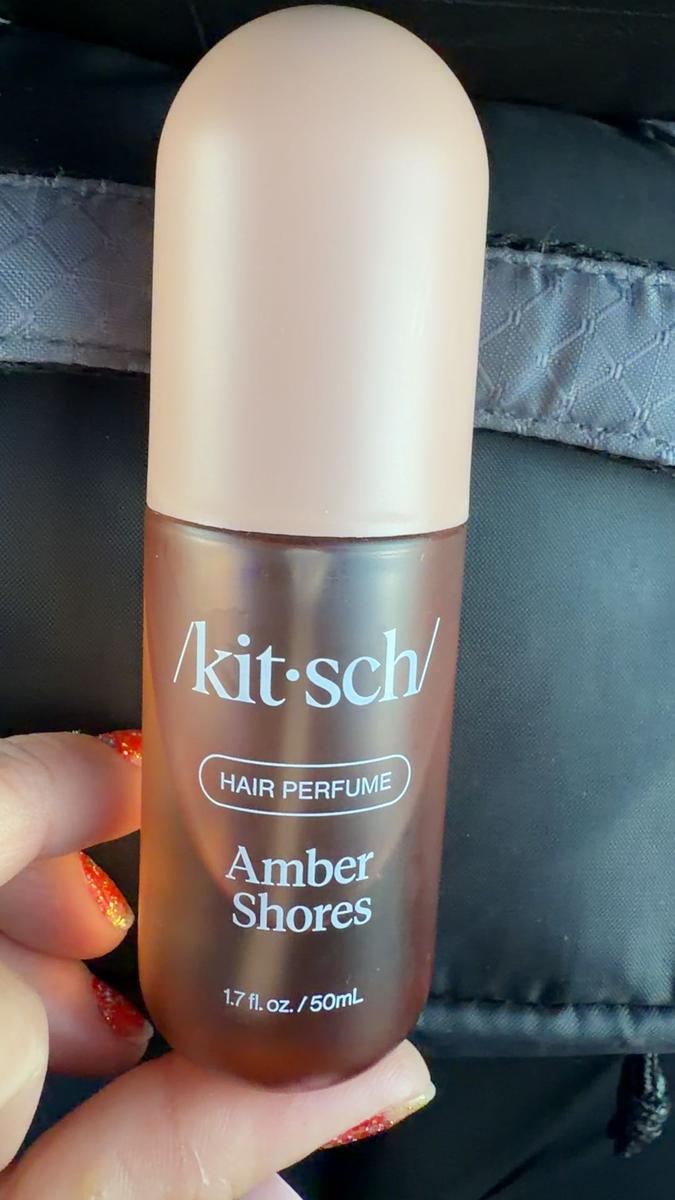 /kit·sch/
HAIR PERFUME
Amber
Shores
1.7 fl. oz. / 50mL